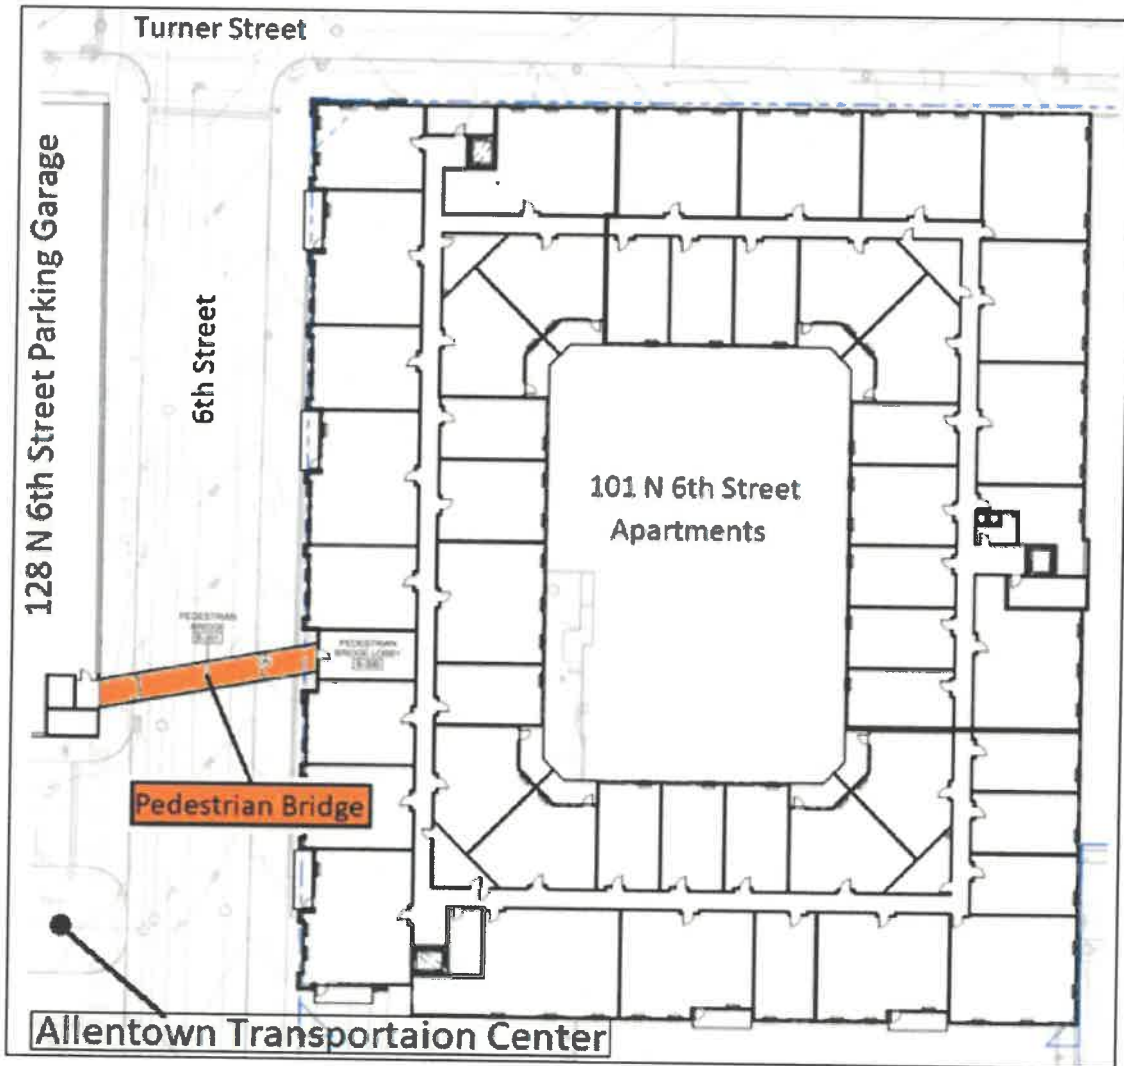 Turner Street
128 N 6th Street Parking Garage
6th Street
101 N 6th Street
Apartments
PEDESTRIAN
BRIDGE
PEDESTRIAN
BRIDGE LOBBY
Pedestrian Bridge
Allentown Transportaion Center